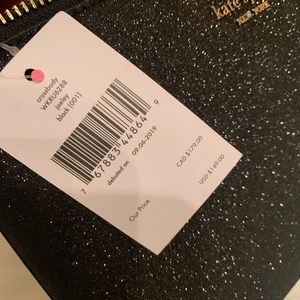 kate spade
NEW YORK
crossbody
WKRU6288
joeley
black (001)
7 67883 44864 9
debuted on 09-06-2019
Our Price
CAD $179.00
USD $149.00